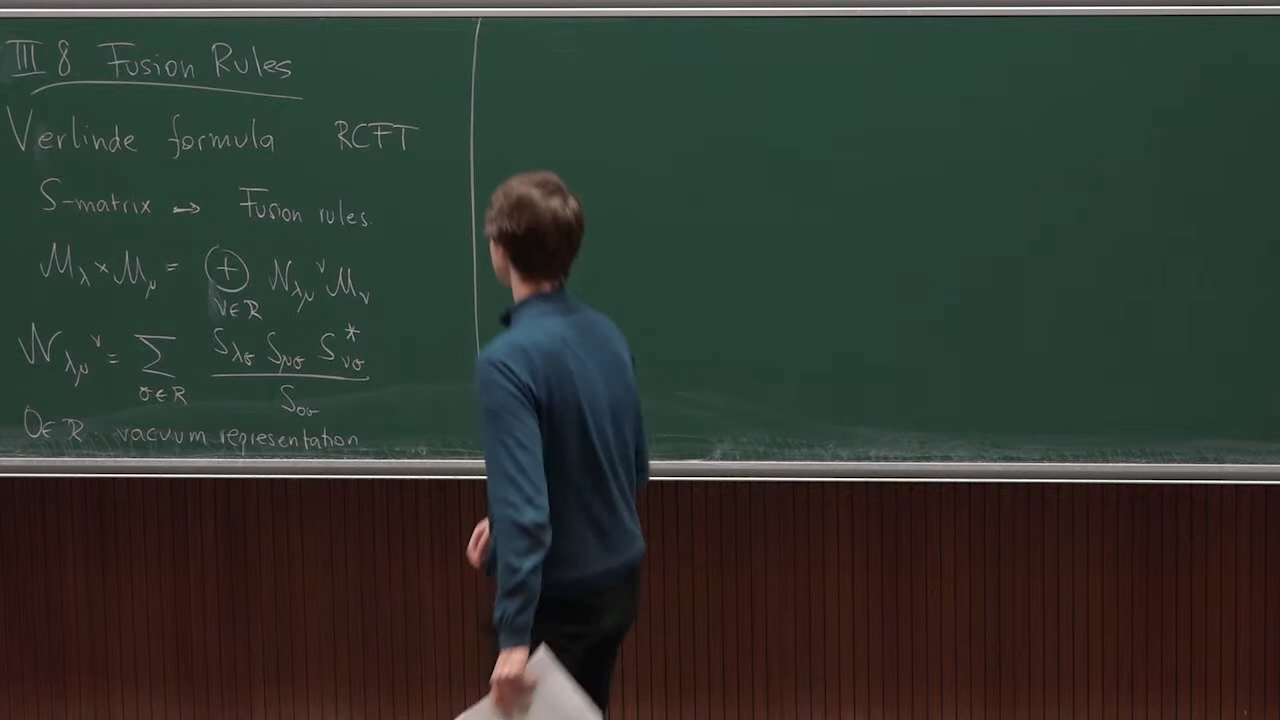 III 8 Fusion Rules
Verlinde formula RCFT
S-matrix → Fusion rules
M_λ × M_μ = ⊕_{ν∈R} N_{λμ}^ν M_ν
N_{λμ}^ν = Σ_{σ∈R} (S_{λσ} S_{μσ} S*_{νσ}) / S_{0σ}
0∈R vacuum representation